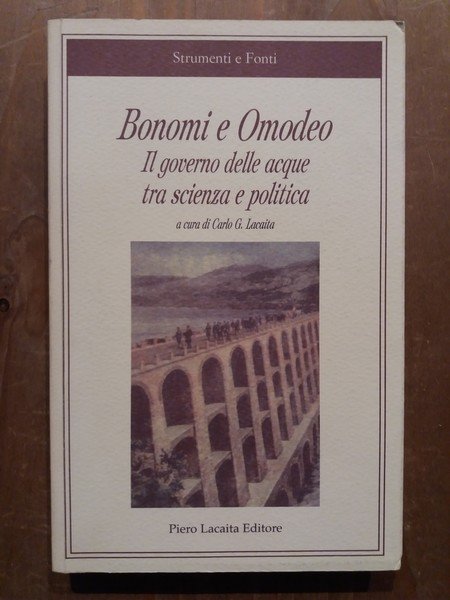 Strumenti e Fonti
Bonomi e Omodeo
Il governo delle acque
tra scienza e politica
a cura di Carlo G. Lacaita
Piero Lacaita Editore